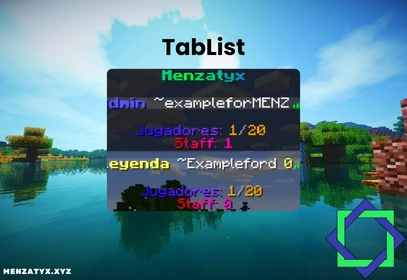 TabList
Menzatyx
dmin ~exampleforMENZ
Jugadores: 1/20
Staff: 1
eyenda ~Exampleford 0
Jugadores: 1/20
Staff: 0
MENZATYX.XYZ